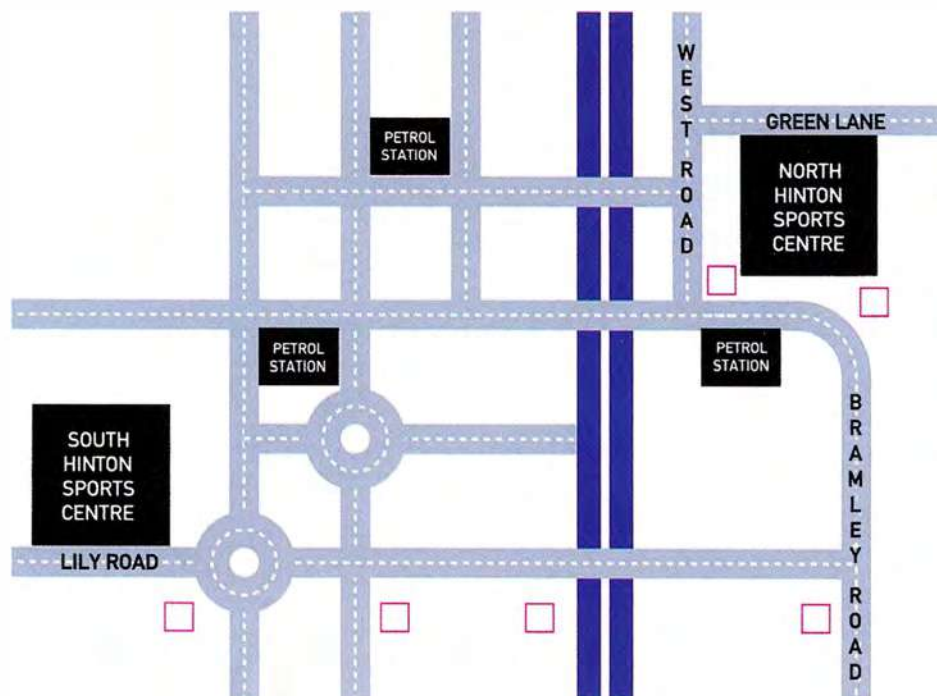 WEST ROAD
GREEN LANE
PETROL
STATION
NORTH
HINTON
SPORTS
CENTRE
PETROL
STATION
PETROL
STATION
BRAMLEY ROAD
SOUTH
HINTON
SPORTS
CENTRE
LILY ROAD